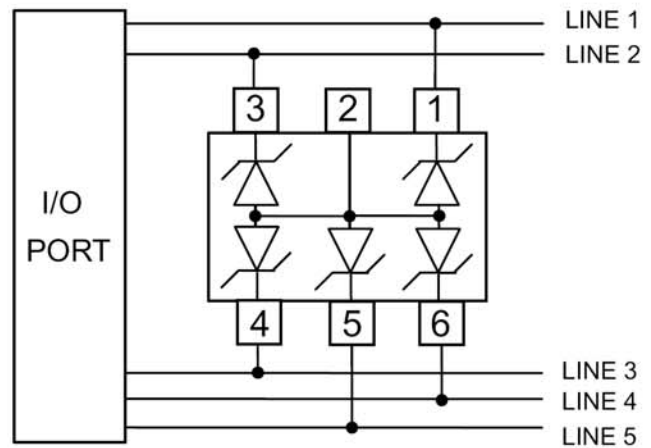 LINE 1
LINE 2
3 2 1
I/O
PORT
4 5 6
LINE 3
LINE 4
LINE 5